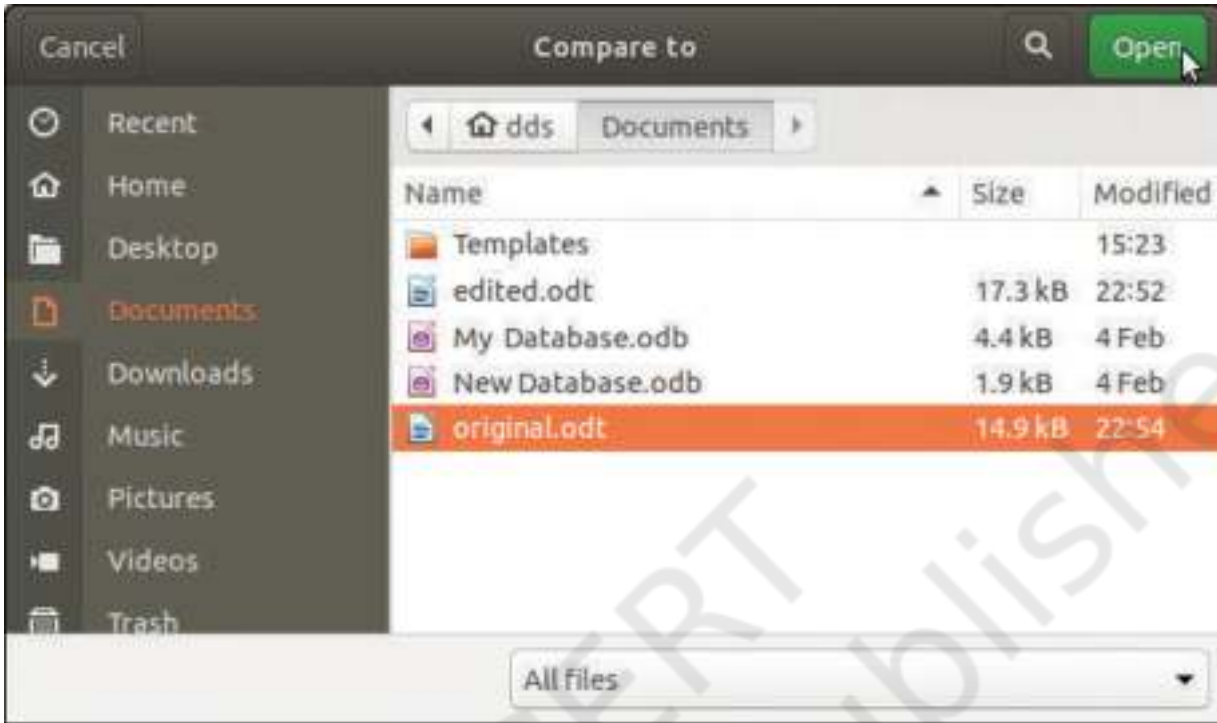 Cancel Compare to Open
Recent
Home
Desktop
Documents
Downloads
Music
Pictures
Videos
Trash
dds Documents
Name Size Modified
Templates 15:23
edited.odt 17.3 kB 22:52
My Database.odb 4.4 kB 4 Feb
New Database.odb 1.9 kB 4 Feb
original.odt 14.9 kB 22:54
All files